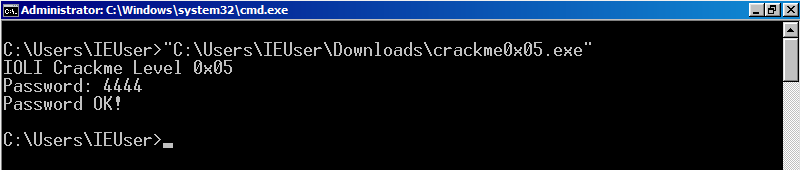 Administrator: C:\Windows\system32\cmd.exe
C:\Users\IEUser>"C:\Users\IEUser\Downloads\crackme0x05.exe"
IOLI Crackme Level 0x05
Password: 4444
Password OK!
C:\Users\IEUser>_